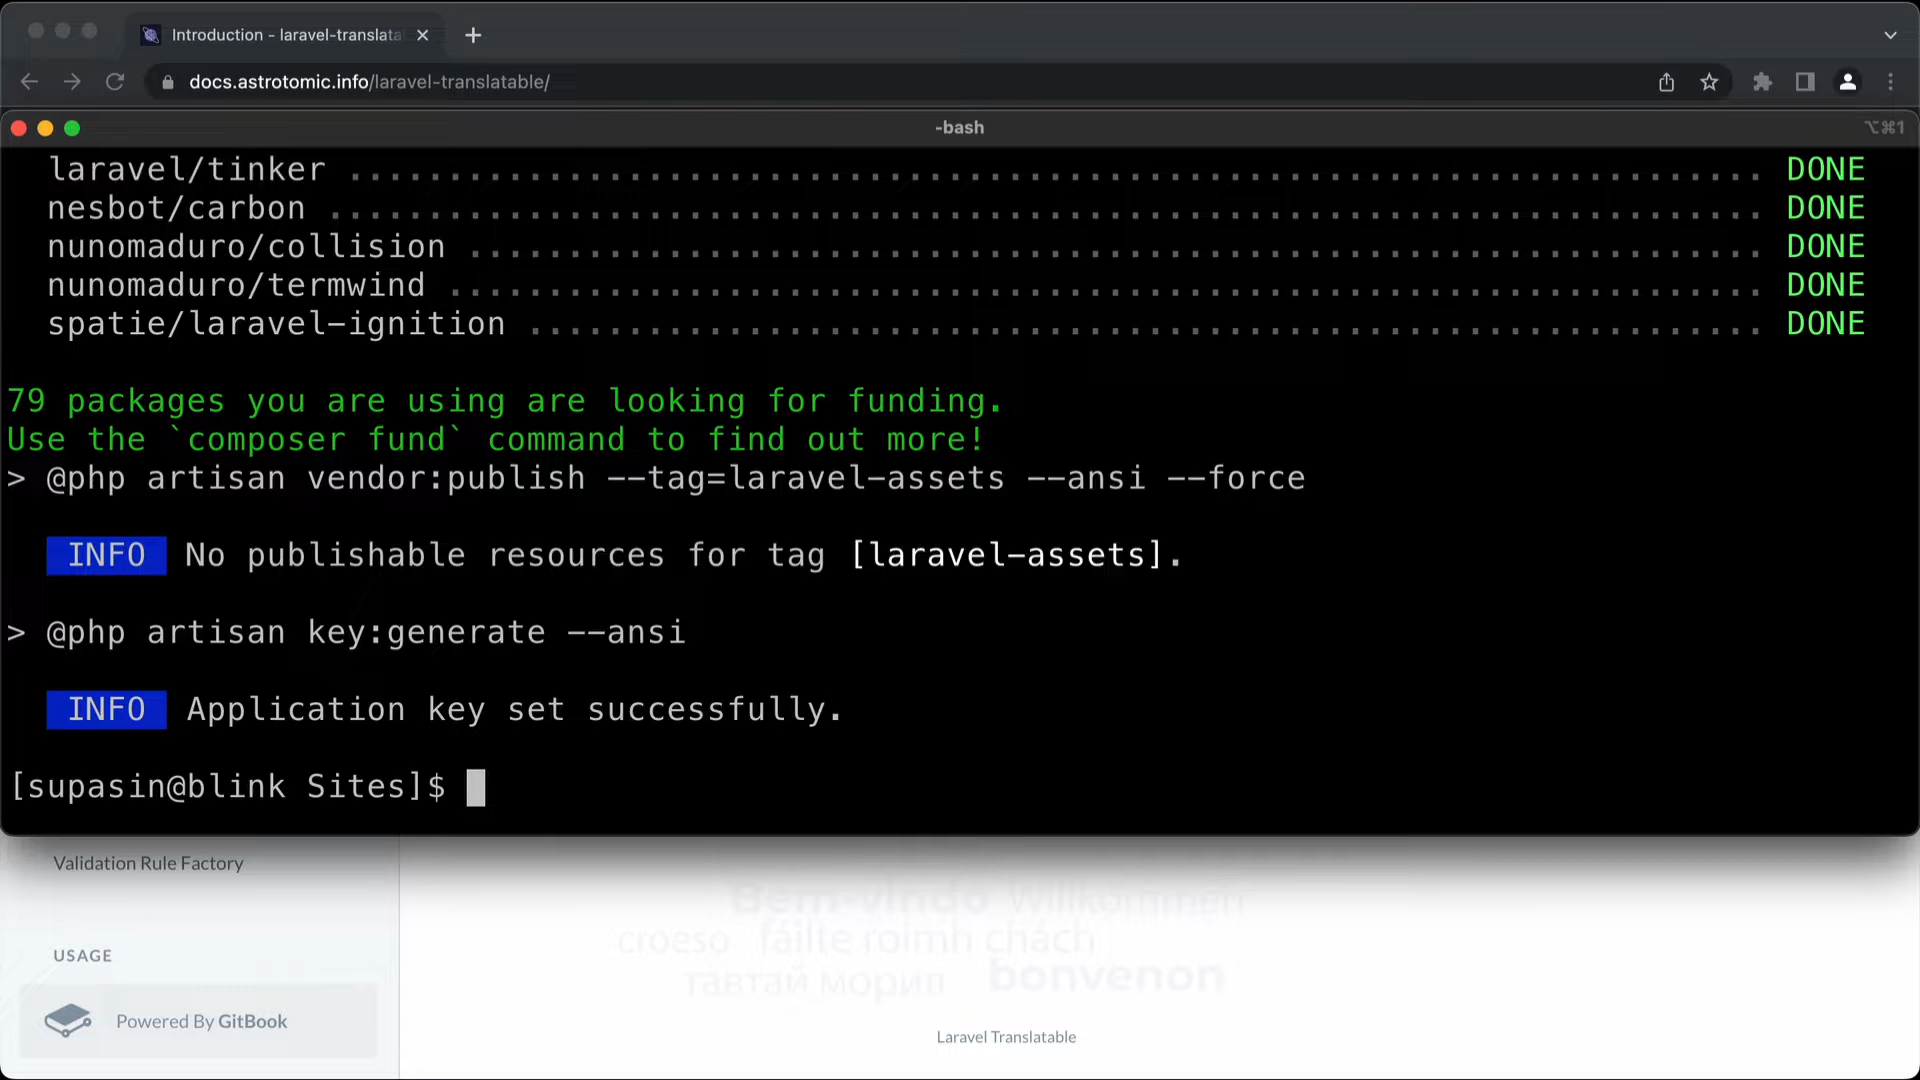 Introduction - laravel-translata
docs.astrotomic.info/laravel-translatable/
-bash
⌥⌘1
laravel/tinker ....................................................................... DONE
nesbot/carbon ........................................................................ DONE
nunomaduro/collision ................................................................. DONE
nunomaduro/termwind .................................................................. DONE
spatie/laravel-ignition .............................................................. DONE
79 packages you are using are looking for funding.
Use the `composer fund` command to find out more!
> @php artisan vendor:publish --tag=laravel-assets --ansi --force
INFO No publishable resources for tag [laravel-assets].
> @php artisan key:generate --ansi
INFO Application key set successfully.
[supasin@blink Sites]$
Validation Rule Factory
Bem-vindo Willkommen
croeso fáilte roimh chách
USAGE
тавтай морил bonvenon
Powered By GitBook
Laravel Translatable